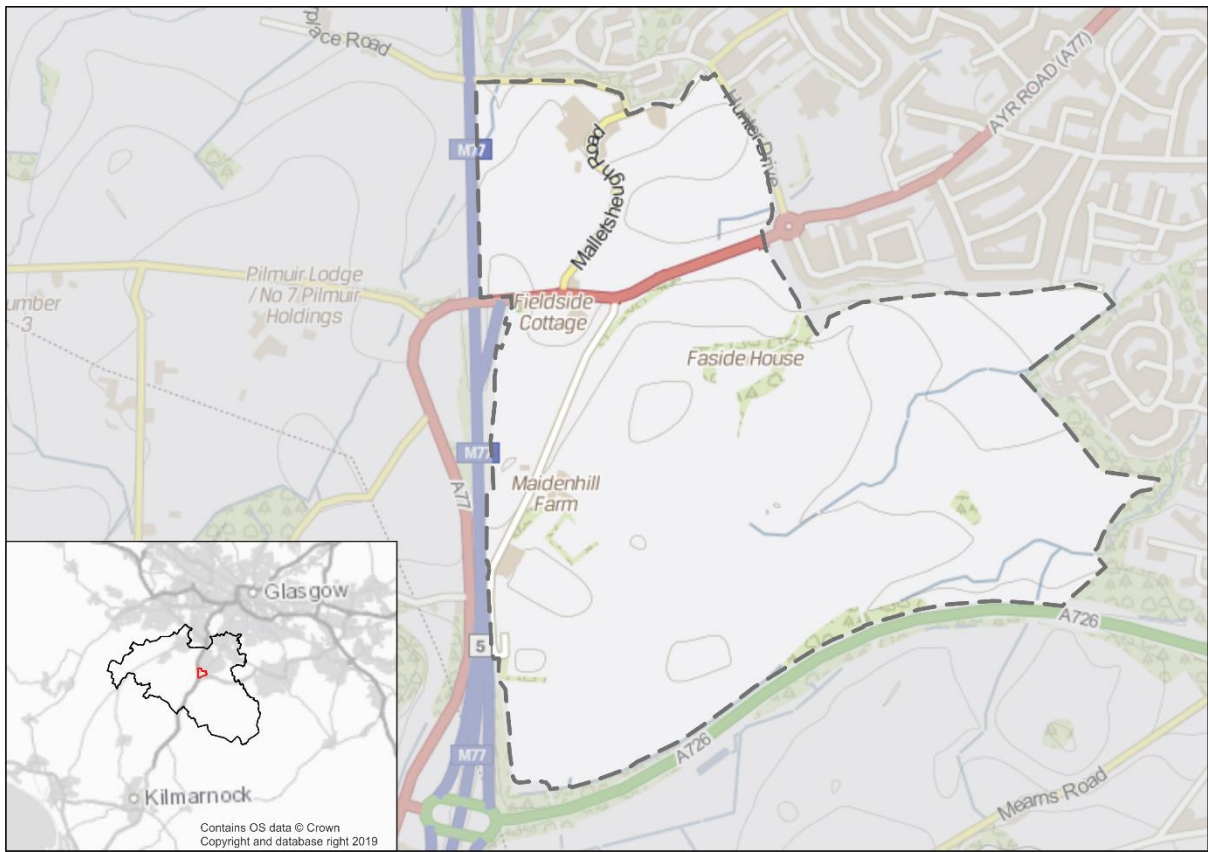 place Road
M77
Malletsheugh Road
Hunter Drive
AYR ROAD (A77)
Pilmuir Lodge
/ No 7 Pilmuir
Holdings
umber
3
Fieldside
Cottage
Faside House
M77
A77
Maidenhill
Farm
5
A726
A726
M77
Mearns Road
Glasgow
Kilmarnock
Contains OS data © Crown
Copyright and database right 2019